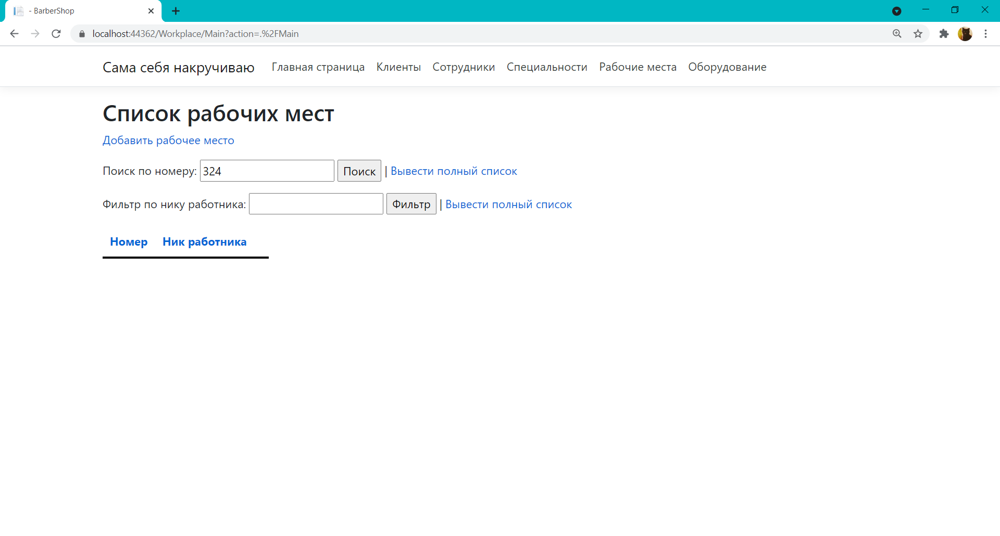 - BarberShop
localhost:44362/Workplace/Main?action=.%2FMain
Сама себя накручиваю Главная страница Клиенты Сотрудники Специальности Рабочие места Оборудование
Список рабочих мест
Добавить рабочее место
Поиск по номеру: 324 Поиск | Вывести полный список
Фильтр по нику работника: Фильтр | Вывести полный список
Номер Ник работника